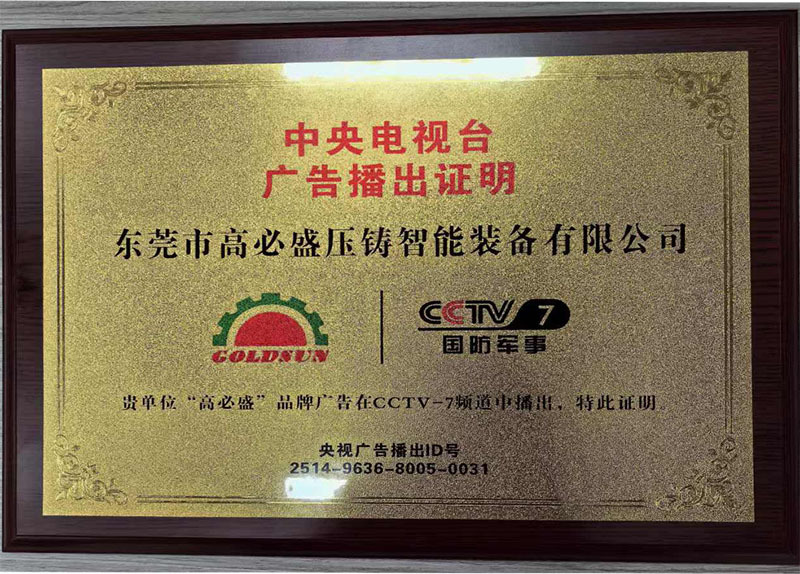 中央电视台
广告播出证明
东莞市高必盛压铸智能装备有限公司
GOLDSUN
CCTV 7
国防军事
贵单位“高必盛”品牌广告在CCTV-7频道中播出，特此证明。
央视广告播出ID号
2514-9636-8005-0031